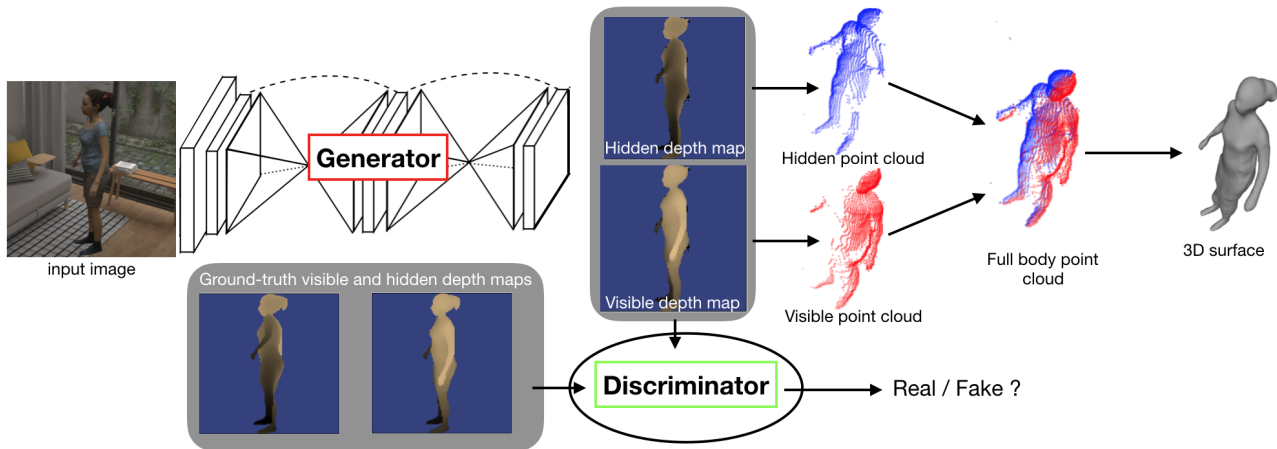 input image
Generator
Hidden depth map
Visible depth map
Hidden point cloud
Visible point cloud
Full body point
cloud
3D surface
Ground-truth visible and hidden depth maps
Discriminator
Real / Fake ?